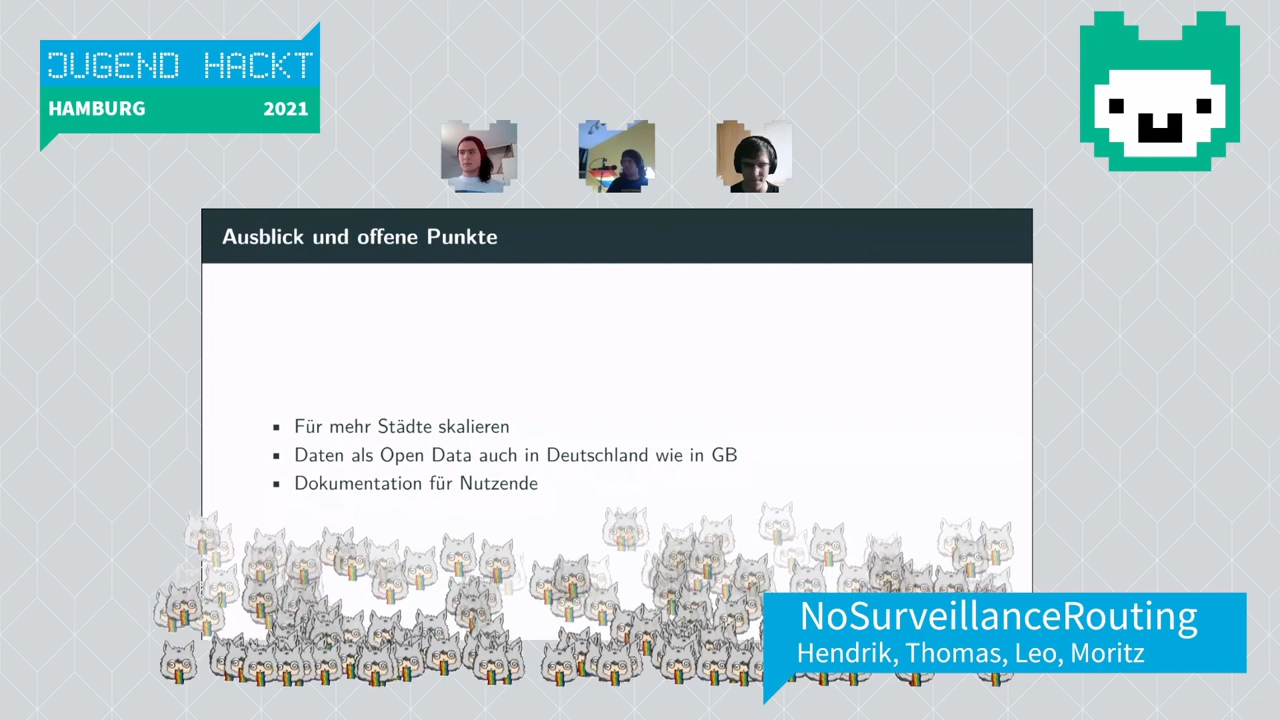 JUGEND HACKT
HAMBURG 2021
Ausblick und offene Punkte
Für mehr Städte skalieren
Daten als Open Data auch in Deutschland wie in GB
Dokumentation für Nutzende
NoSurveillanceRouting
Hendrik, Thomas, Leo, Moritz